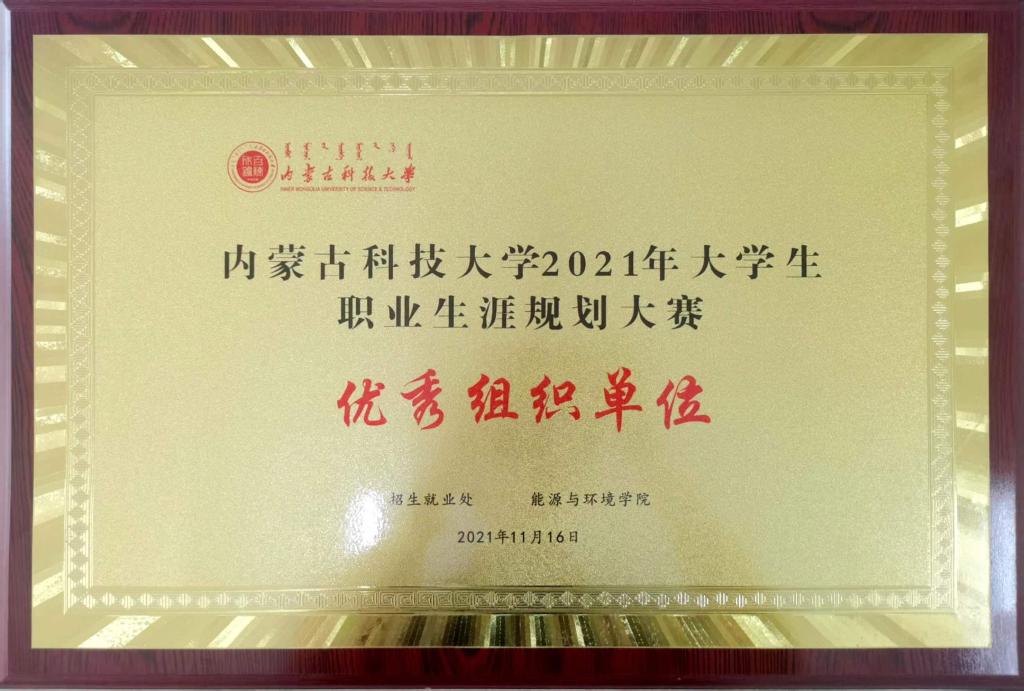 内蒙古科技大学
INNER MONGOLIA UNIVERSITY OF SCIENCE & TECHNOLOGY
内蒙古科技大学2021年大学生
职业生涯规划大赛
优秀组织单位
招生就业处 能源与环境学院
2021年11月16日